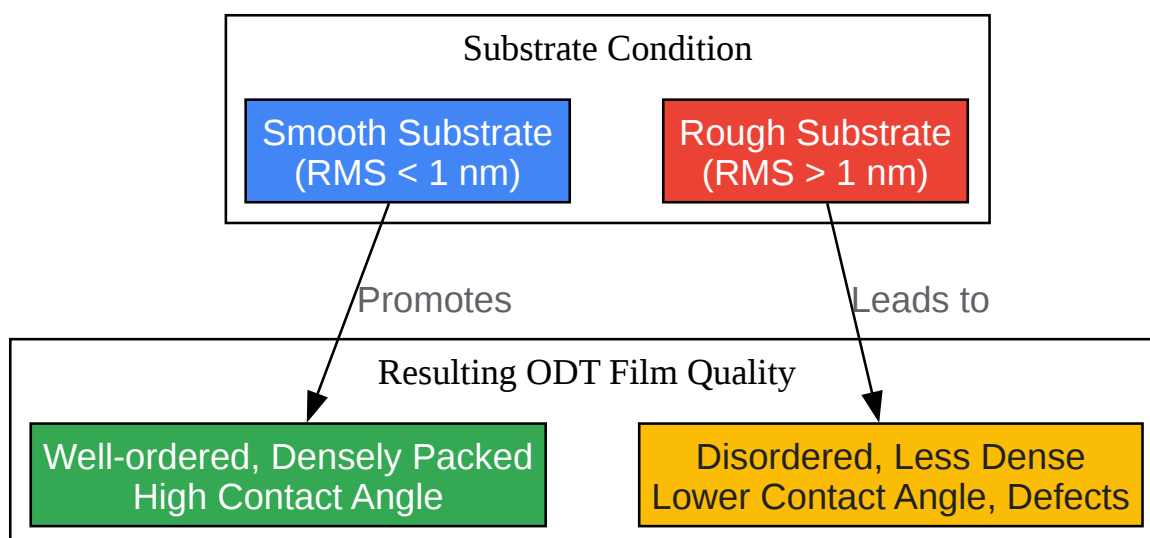 Substrate Condition
Smooth Substrate
(RMS < 1 nm)
Rough Substrate
(RMS > 1 nm)
Promotes
Leads to
Resulting ODT Film Quality
Well-ordered, Densely Packed
High Contact Angle
Disordered, Less Dense
Lower Contact Angle, Defects